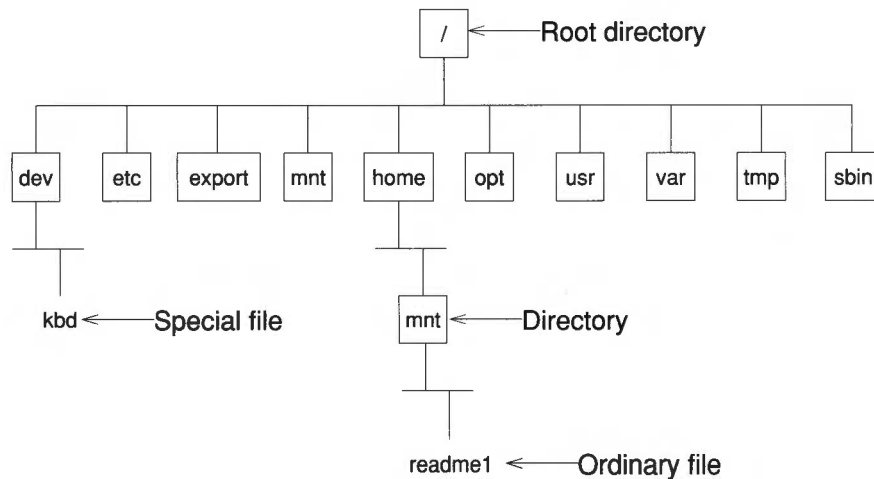 / Root directory
dev etc export mnt home opt usr var tmp sbin
kbd Special file mnt Directory
readme1 Ordinary file